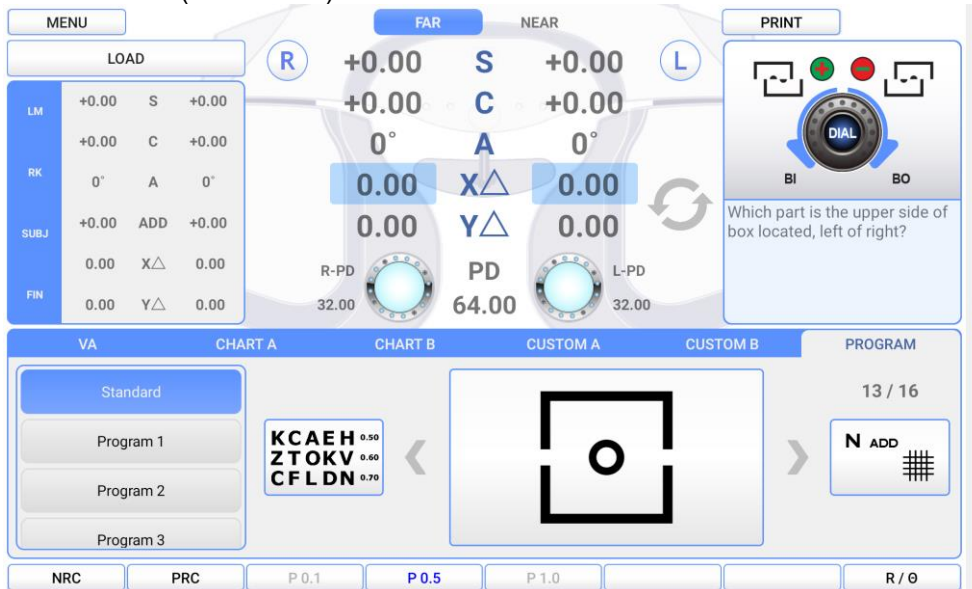 MENU
FAR
NEAR
PRINT
LOAD
LM
RK
SUBJ
FIN
+0.00 S +0.00
+0.00 C +0.00
0° A 0°
+0.00 ADD +0.00
0.00 X△ 0.00
0.00 Y△ 0.00
R
L
+0.00 S +0.00
+0.00 C +0.00
0° A 0°
0.00 X△ 0.00
0.00 Y△ 0.00
R-PD PD L-PD
32.00 64.00 32.00
DIAL
BI BO
Which part is the upper side of
box located, left of right?
VA CHART A CHART B CUSTOM A CUSTOM B PROGRAM
Standard
Program 1
Program 2
Program 3
KCAEH 0.50
ZTOKV 0.60
CFLDN 0.70
13 / 16
N ADD
NRC PRC P 0.1 P 0.5 P 1.0 R / Θ